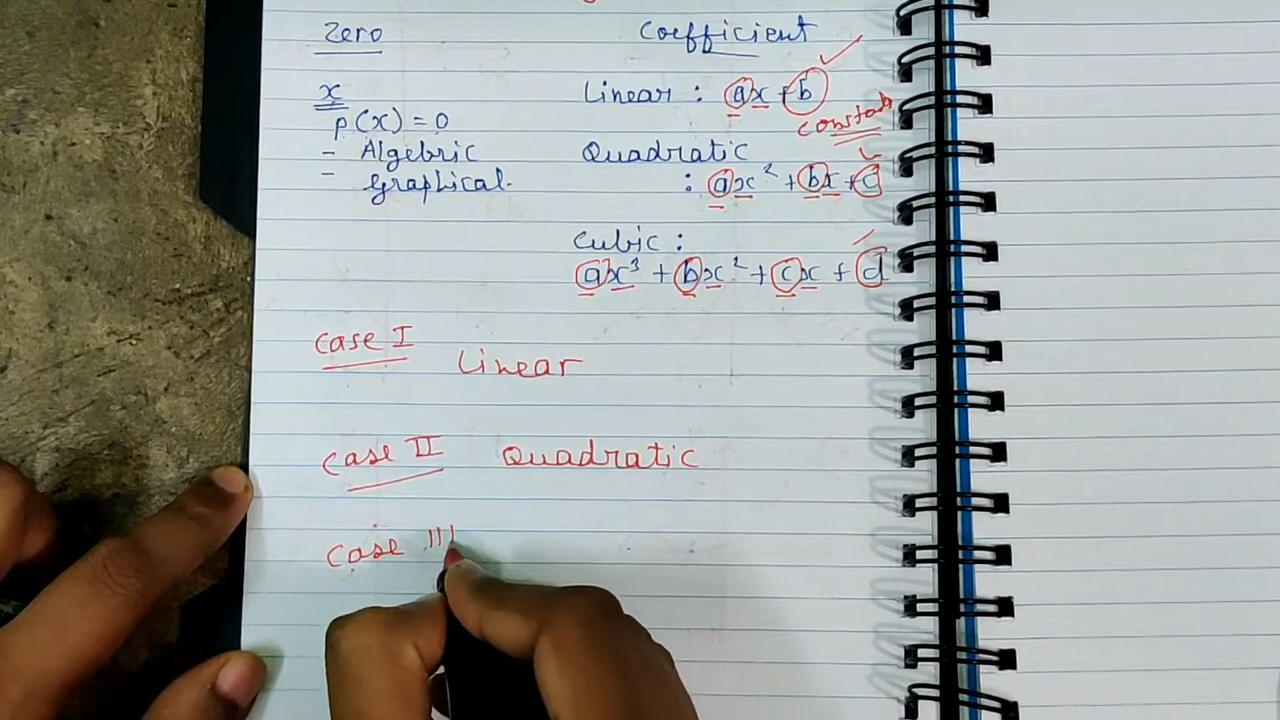 Zero Coefficient
x Linear : ax + b
p(x) = 0 constant
- Algebric Quadratic
- Graphical. : ax² + bx + c
Cubic :
ax³ + bx² + cx + d
Case I Linear
Case II Quadratic
Case III